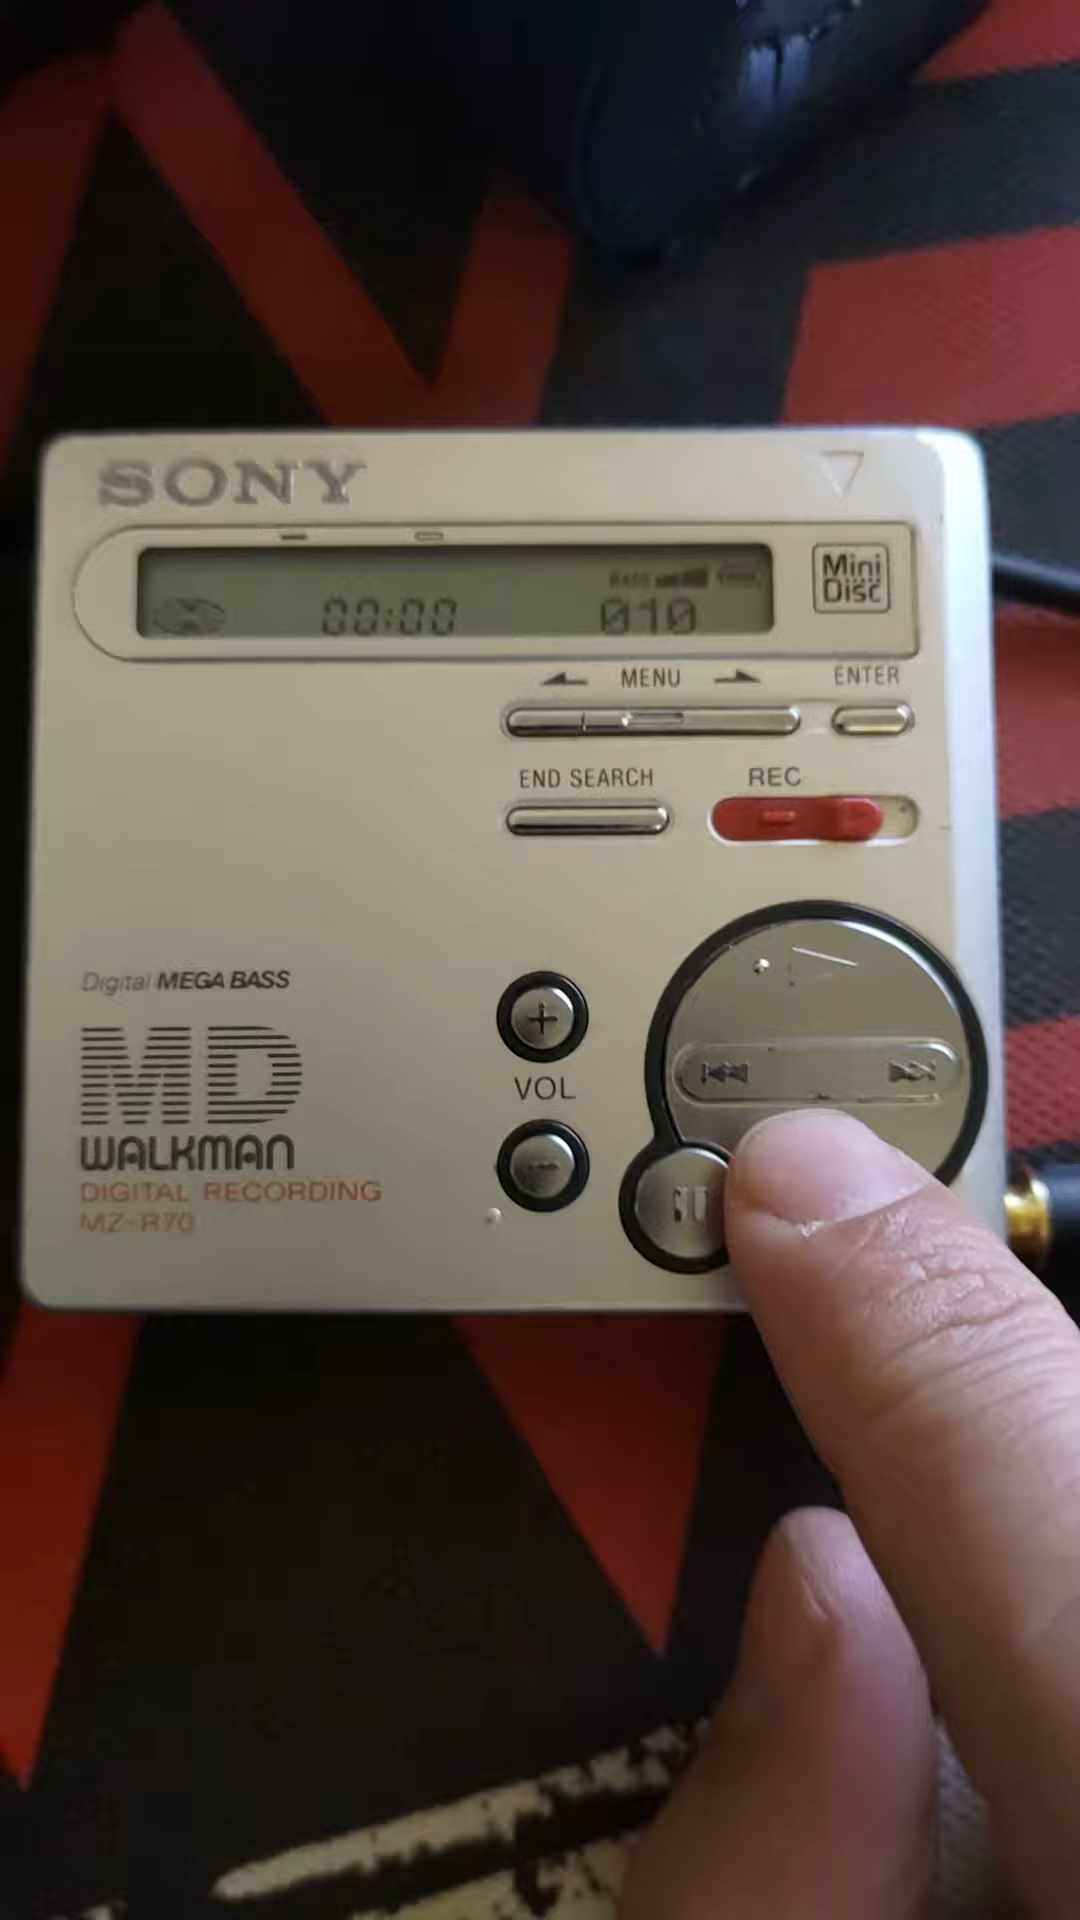 SONY
BASS
00:00 010
Mini
Disc
MENU ENTER
END SEARCH REC
Digital MEGA BASS
VOL
MD
WALKMAN
DIGITAL RECORDING
MZ-R70